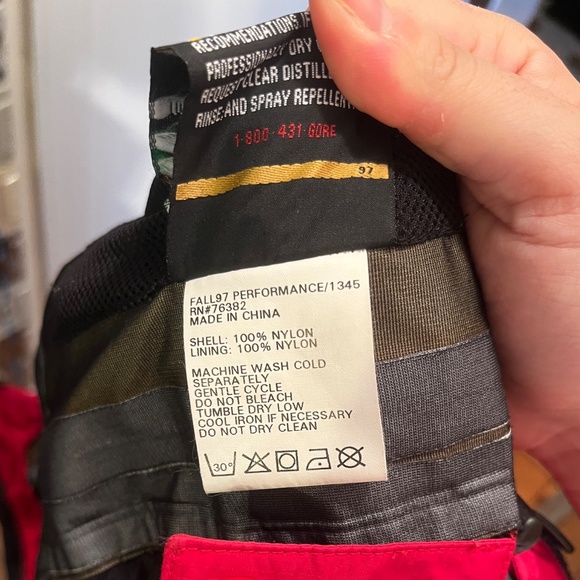 RECOMMENDATIONS. IF
PROFESSIONALLY DRY
REQUEST CLEAR DISTILLE
RINSE AND SPRAY REPELLENT
1-800-431-GORE
97
FALL97 PERFORMANCE/1345
RN#76382
MADE IN CHINA
SHELL: 100% NYLON
LINING: 100% NYLON
MACHINE WASH COLD
SEPARATELY
GENTLE CYCLE
DO NOT BLEACH
TUMBLE DRY LOW
COOL IRON IF NECESSARY
DO NOT DRY CLEAN
30°